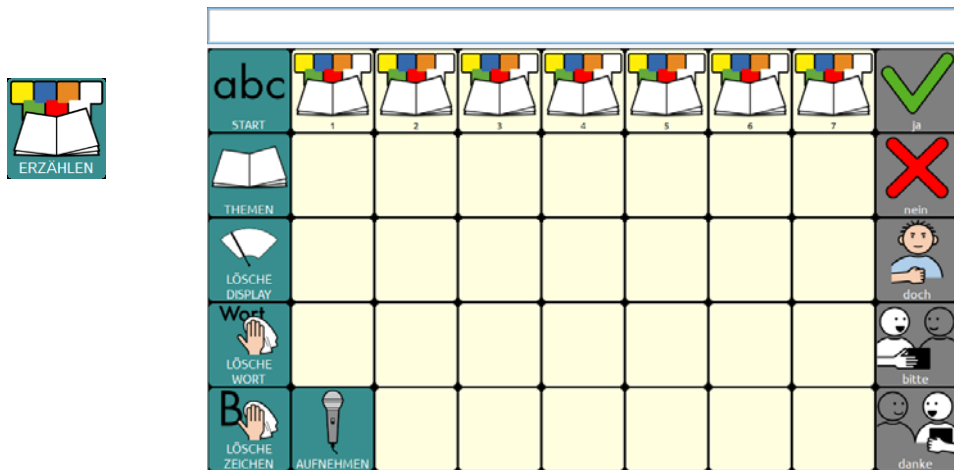 ERZÄHLEN
abc
START
1 2 3 4 5 6 7
ja
THEMEN
nein
LÖSCHE
DISPLAY
doch
Wort
LÖSCHE
WORT
bitte
B
LÖSCHE
ZEICHEN
AUFNEHMEN
danke